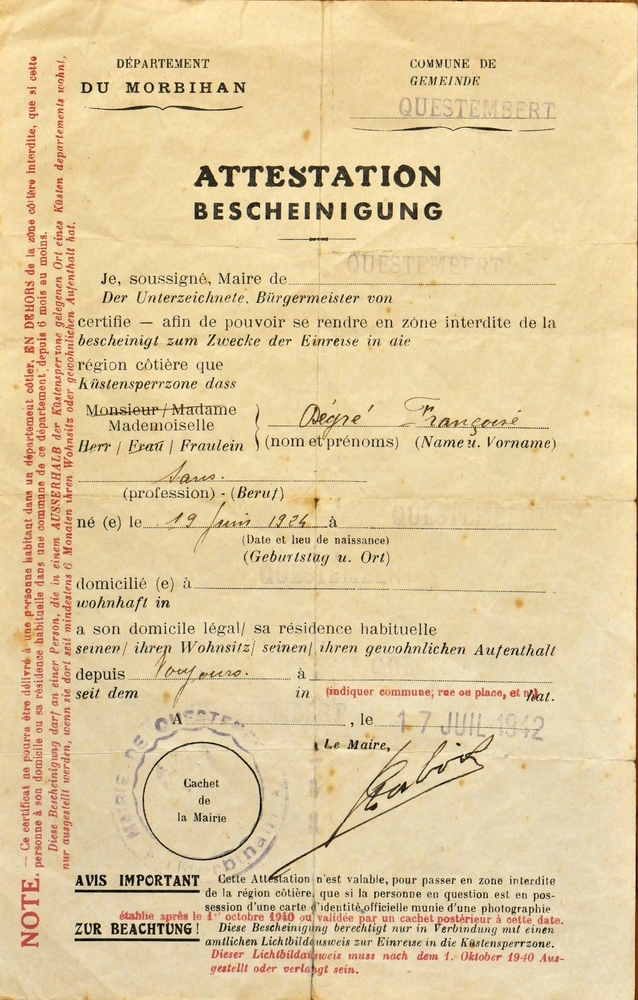 DÉPARTEMENT
DU MORBIHAN
COMMUNE DE
GEMEINDE
QUESTEMBERT
ATTESTATION
BESCHEINIGUNG
QUESTEMBERT
Je, soussigné, Maire de
Der Unterzeichnete, Bürgermeister von
certifie — afin de pouvoir se rendre en zône interdite de la
bescheinigt zum Zwecke der Einreise in die
région côtière que
Küstensperrzone dass
Monsieur / Madame
Mademoiselle
Herr / Frau / Fraulein
Dégré Françoise
(nom et prénoms) (Name u. Vorname)
Sans.
(profession) - (Beruf)
né (e) le 19 Juin 1924 à QUESTEMBERT
(Date et lieu de naissance)
(Geburtstag u. Ort)
domicilié (e) à QUESTEMBERT
wohnhaft in
a son domicile légal/ sa résidence habituelle
seinen/ ihren Wohnsitz/ seinen/ ihren gewohnlichen Aufenthalt
depuis Toujours. à
seit dem in (indiquer commune, rue ou place, et n°) hat.
A QUESTEMBERT, le 17 JUIL 1942
Le Maire,
MAIRIE DE QUESTEMBERT
Cachet
de
la Mairie
AVIS IMPORTANT
Cette Attestation n'est valable, pour passer en zone interdite
de la région côtière, que si la personne en question est en pos-
session d'une carte d'identité officielle munie d'une photographie
établie après le 1er octobre 1940 ou validée par un cachet postérieur à cette date.
ZUR BEACHTUNG !
Diese Bescheinigung berechtigt nur in Verbindung mit einen
amtlichen Lichtbildausweis zur Einreise in die Küstensperrzone.
Dieser Lichtbildausweis muss nach dem 1. Oktober 1940 Aus-
gestellt oder verlangt sein.
NOTE. — Ce certificat ne pourra être délivré à une personne habitant dans un département côtier, EN DEHORS de la zône côtière interdite, que si cette
personne à son domicile ou sa résidence habituelle dans une commune de ce département depuis 6 mois au moins.
Diese Bescheinigung darf an einer Person, die in einem AUSSERHALB der Küstensperrzone gelegenen Ort eines Küsten departements wohnt,
nur ausgestellt werden, wenn sie dort seit mindestens 6 Monaten ihren Wohnsitz oder gewohnlichen Aufenthalt hat.